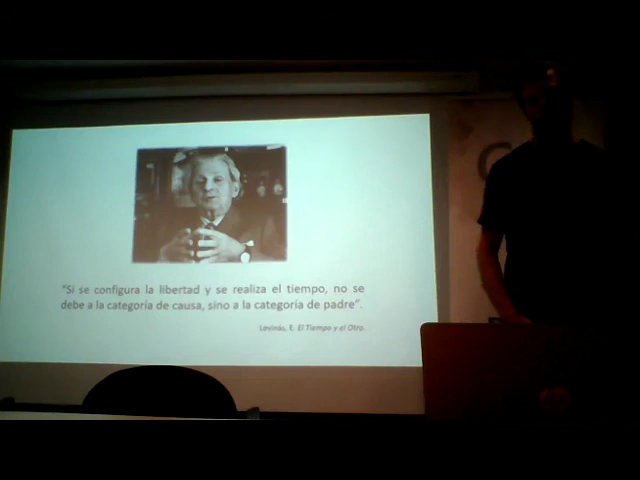 "Si se configura la libertad y se realiza el tiempo, no se
debe a la categoría de causa, sino a la categoría de padre".
Levinas, E. El Tiempo y el Otro.